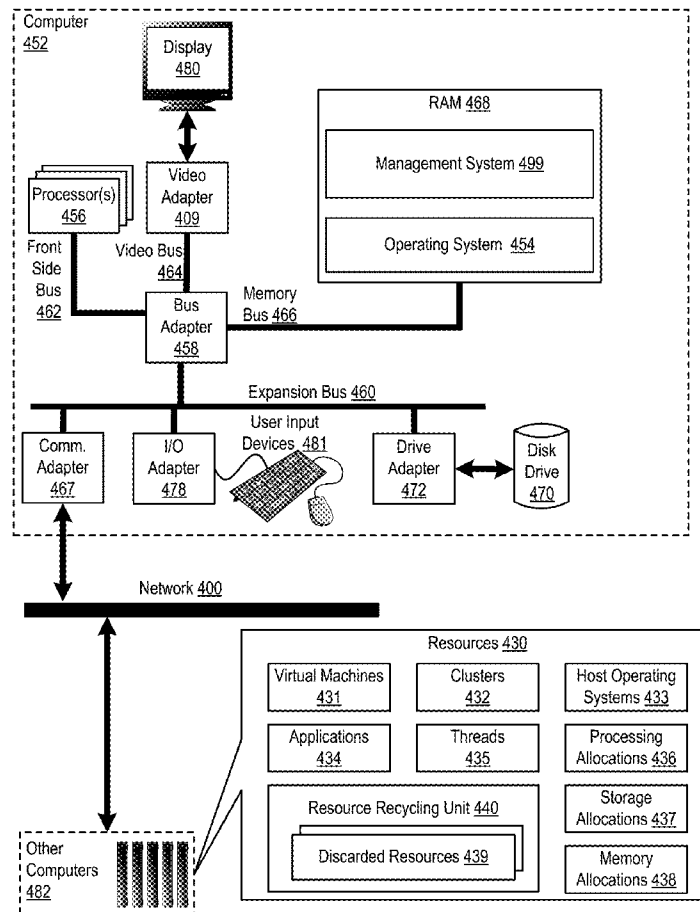 Computer
452
Display
480
RAM 468
Management System 499
Operating System 454
Processor(s)
456
Video
Adapter
409
Front
Side
Bus
462
Video Bus
464
Bus
Adapter
458
Memory
Bus 466
Expansion Bus 460
Comm.
Adapter
467
I/O
Adapter
478
User Input
Devices 481
Drive
Adapter
472
Disk
Drive
470
Network 400
Resources 430
Virtual Machines
431
Clusters
432
Host Operating
Systems 433
Applications
434
Threads
435
Processing
Allocations 436
Resource Recycling Unit 440
Discarded Resources 439
Storage
Allocations 437
Memory
Allocations 438
Other
Computers
482